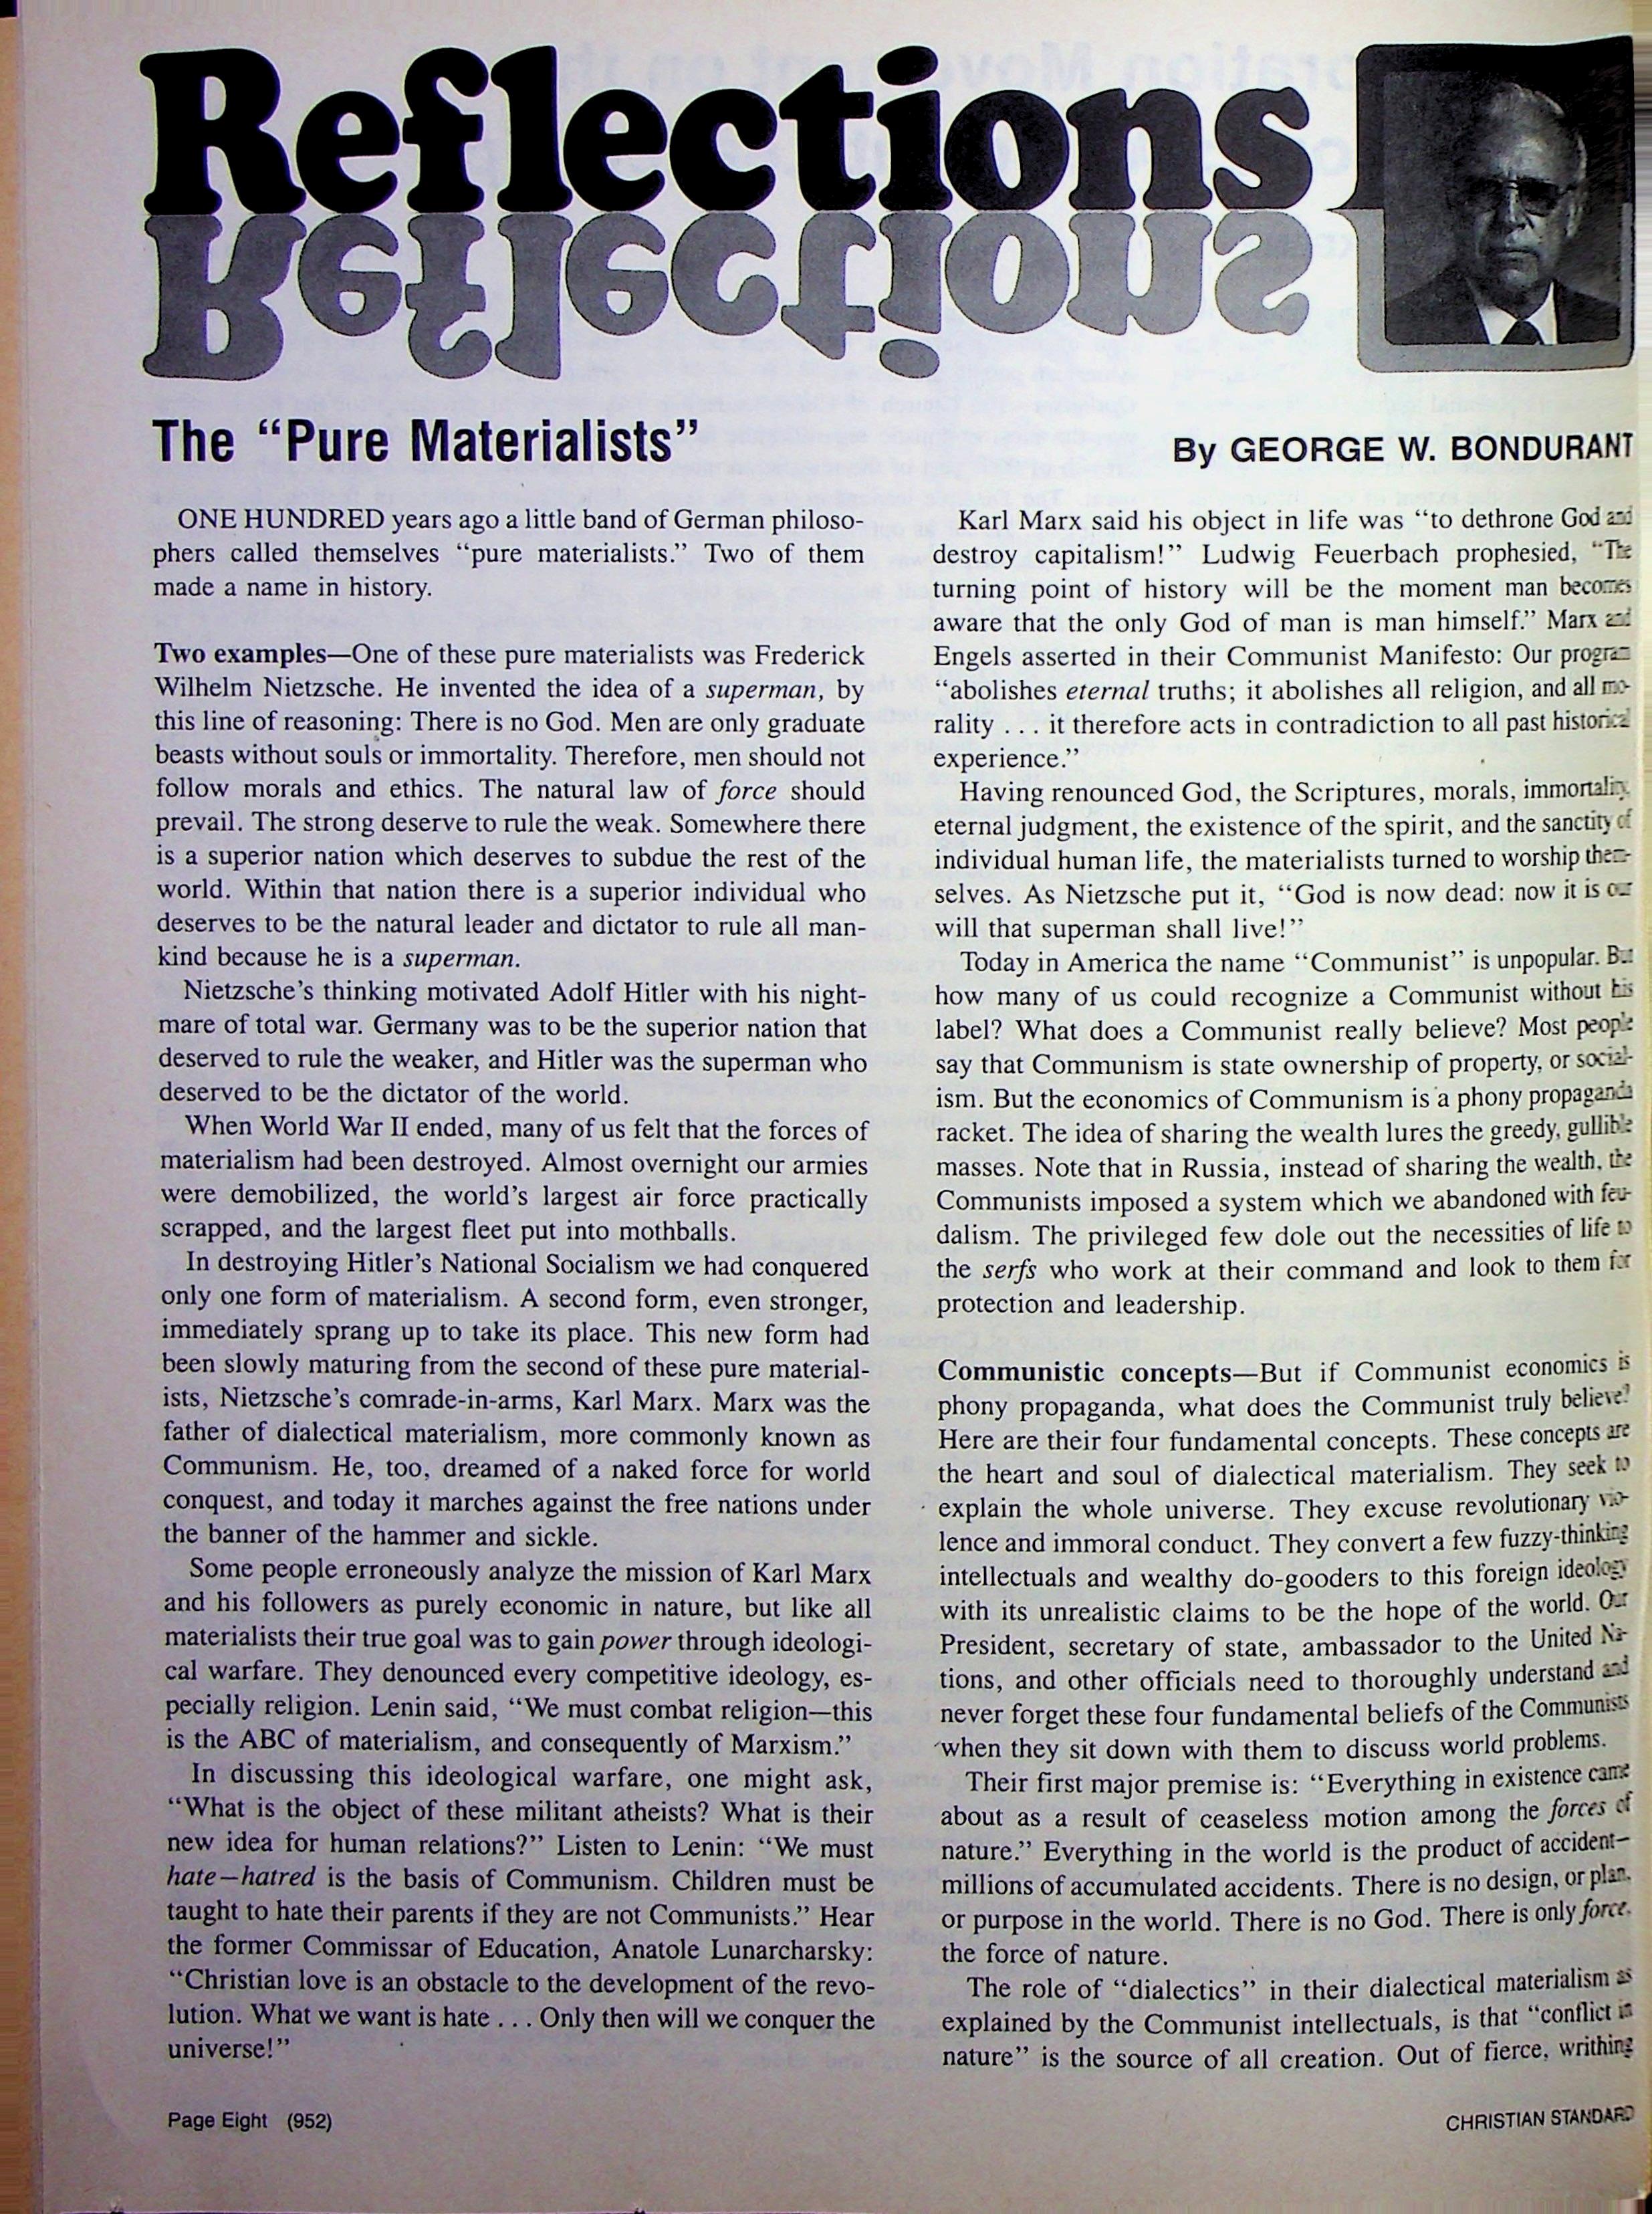 Reflections
The “Pure Materialists”
By GEORGE W. BONDURANT
ONE HUNDRED years ago a little band of German philoso-
phers called themselves “pure materialists.” Two of them
made a name in history.
Two examples—One of these pure materialists was Frederick
Wilhelm Nietzsche. He invented the idea of a superman, by
this line of reasoning: There is no God. Men are only graduate
beasts without souls or immortality. Therefore, men should not
follow morals and ethics. The natural law of force should
prevail. The strong deserve to rule the weak. Somewhere there
is a superior nation which deserves to subdue the rest of the
world. Within that nation there is a superior individual who
deserves to be the natural leader and dictator to rule all man-
kind because he is a superman.
Nietzsche’s thinking motivated Adolf Hitler with his night-
mare of total war. Germany was to be the superior nation that
deserved to rule the weaker, and Hitler was the superman who
deserved to be the dictator of the world.
When World War II ended, many of us felt that the forces of
materialism had been destroyed. Almost overnight our armies
were demobilized, the world’s largest air force practically
scrapped, and the largest fleet put into mothballs.
In destroying Hitler’s National Socialism we had conquered
only one form of materialism. A second form, even stronger,
immediately sprang up to take its place. This new form had
been slowly maturing from the second of these pure material-
ists, Nietzsche’s comrade-in-arms, Karl Marx. Marx was the
father of dialectical materialism, more commonly known as
Communism. He, too, dreamed of a naked force for world
conquest, and today it marches against the free nations under
the banner of the hammer and sickle.
Some people erroneously analyze the mission of Karl Marx
and his followers as purely economic in nature, but like all
materialists their true goal was to gain power through ideologi-
cal warfare. They denounced every competitive ideology, es-
pecially religion. Lenin said, “We must combat religion—this
is the ABC of materialism, and consequently of Marxism.”
In discussing this ideological warfare, one might ask,
“What is the object of these militant atheists? What is their
new idea for human relations?” Listen to Lenin: “We must
hate—hatred is the basis of Communism. Children must be
taught to hate their parents if they are not Communists.” Hear
the former Commissar of Education, Anatole Lunarcharsky:
“Christian love is an obstacle to the development of the revo-
lution. What we want is hate . . . Only then will we conquer the
universe!”
Karl Marx said his object in life was “to dethrone God and
destroy capitalism!” Ludwig Feuerbach prophesied, “The
turning point of history will be the moment man becomes
aware that the only God of man is man himself.” Marx and
Engels asserted in their Communist Manifesto: Our program
“abolishes eternal truths; it abolishes all religion, and all mo-
rality . . . it therefore acts in contradiction to all past historical
experience.”
Having renounced God, the Scriptures, morals, immortality,
eternal judgment, the existence of the spirit, and the sanctity of
individual human life, the materialists turned to worship them-
selves. As Nietzsche put it, “God is now dead: now it is our
will that superman shall live!”
Today in America the name “Communist” is unpopular. But
how many of us could recognize a Communist without his
label? What does a Communist really believe? Most people
say that Communism is state ownership of property, or social-
ism. But the economics of Communism is a phony propaganda
racket. The idea of sharing the wealth lures the greedy, gullible
masses. Note that in Russia, instead of sharing the wealth, the
Communists imposed a system which we abandoned with feu-
dalism. The privileged few dole out the necessities of life to
the serfs who work at their command and look to them for
protection and leadership.
Communistic concepts—But if Communist economics is
phony propaganda, what does the Communist truly believe?
Here are their four fundamental concepts. These concepts are
the heart and soul of dialectical materialism. They seek to
explain the whole universe. They excuse revolutionary vio-
lence and immoral conduct. They convert a few fuzzy-thinking
intellectuals and wealthy do-gooders to this foreign ideology
with its unrealistic claims to be the hope of the world. Our
President, secretary of state, ambassador to the United Na-
tions, and other officials need to thoroughly understand and
never forget these four fundamental beliefs of the Communists
when they sit down with them to discuss world problems.
Their first major premise is: “Everything in existence came
about as a result of ceaseless motion among the forces of
nature.” Everything in the world is the product of accident—
millions of accumulated accidents. There is no design, or plan,
or purpose in the world. There is no God. There is only force,
the force of nature.
The role of “dialectics” in their dialectical materialism as
explained by the Communist intellectuals, is that “conflict in
nature” is the source of all creation. Out of fierce, writhing
Page Eight (952)
CHRISTIAN STANDARD